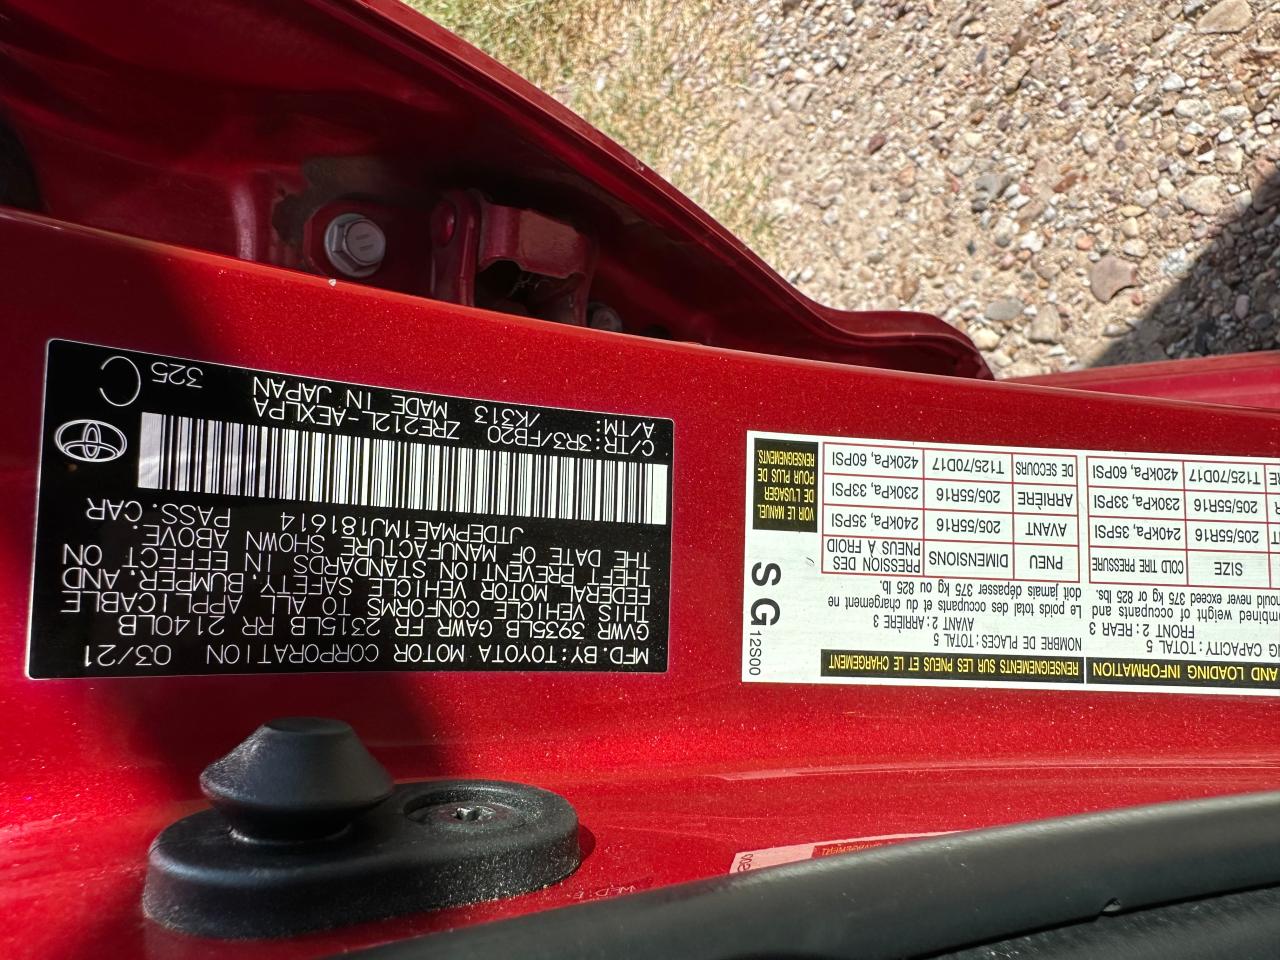 MFD. BY: TOYOTA MOTOR CORPORATION 03/21
GVWR 3935LB GAWR FR 2315LB RR 2140LB
THIS VEHICLE CONFORMS TO ALL APPLICABLE
FEDERAL MOTOR VEHICLE SAFETY, BUMPER, AND
THEFT PREVENTION STANDARDS IN EFFECT ON
THE DATE OF MANUFACTURE SHOWN ABOVE.
JTDEPMAE1MJ181614 PASS. CAR
C/TR: 3R3/FB20 ZRE212L-AEXLPA
A/TM: /K313 MADE IN JAPAN
325
C
AND LOADING INFORMATION
NG CAPACITY: TOTAL 5
FRONT 2: REAR 3
mbined weight of occupants and
never exceed 375 kg or 825 lbs.
SIZE COLD TIRE PRESSURE
205/55R16 240kPa, 35PSI
205/55R16 230kPa, 33PSI
T125/70D17 420kPa, 60PSI
RENSEIGNEMENTS SUR LES PNEUS ET LE CHARGEMENT
NOMBRE DE PLACES: TOTAL 5
AVANT 2: ARRIÈRE 3
Le poids total des occupants et du chargement ne
doit jamais dépasser 375 kg ou 825 lb.
PNEU DIMENSIONS PRESSION DES PNEUS À FROID
AVANT 205/55R16 240kPa, 35PSI
ARRIÈRE 205/55R16 230kPa, 33PSI
DE SECOURS T125/70D17 420kPa, 60PSI
12S00
SG
VOIR LE MANUEL
DE L'USAGER
POUR PLUS DE
RENSEIGNEMENTS.